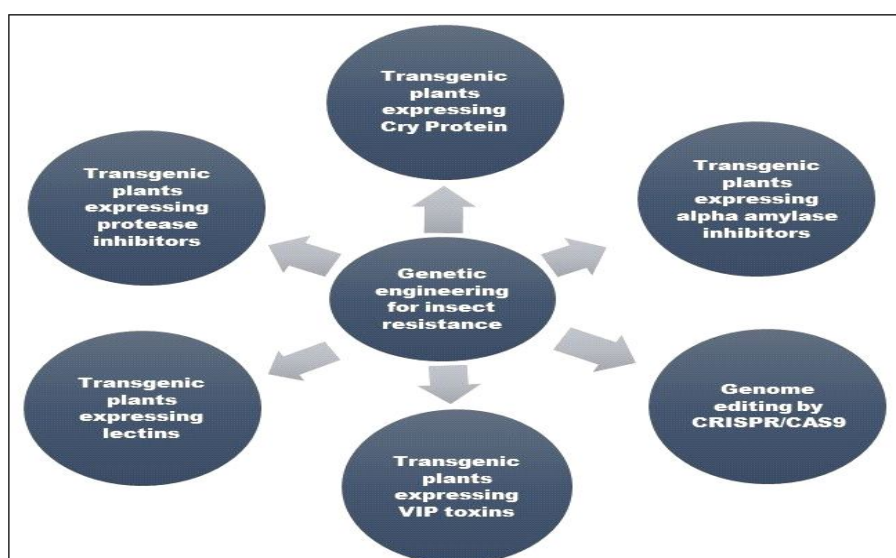 Transgenic
plants
expressing
Cry Protein
Transgenic
plants
expressing
protease
inhibitors
Transgenic
plants
expressing
alpha amylase
inhibitors
Genetic
engineering
for insect
resistance
Transgenic
plants
expressing
lectins
Genome
editing by
CRISPR/CAS9
Transgenic
plants
expressing
VIP toxins